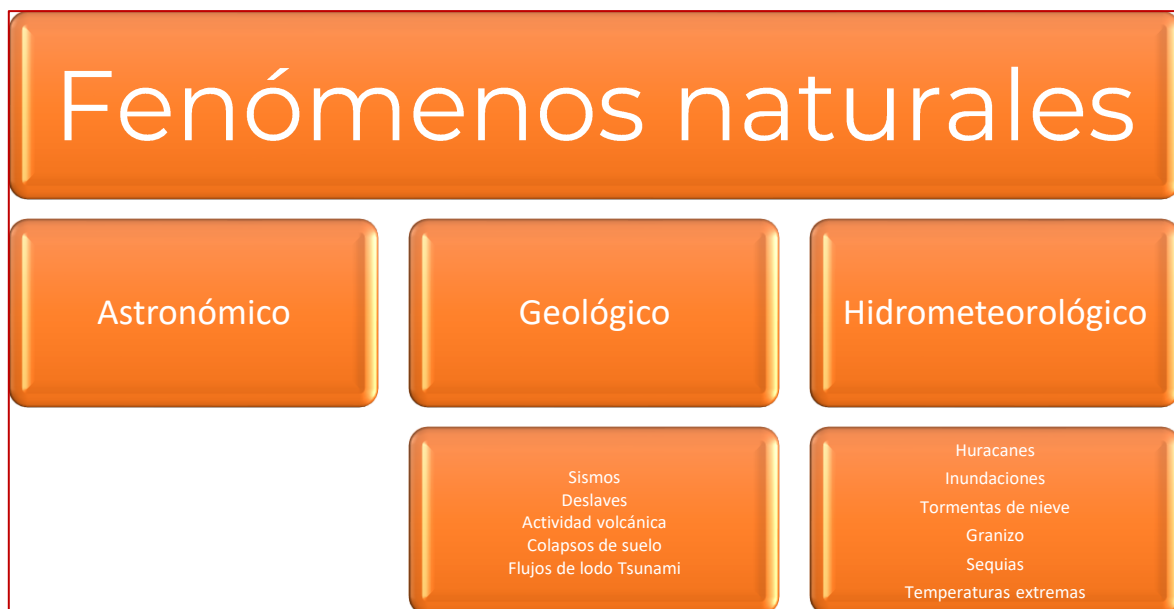 Fenómenos naturales
Astronómico
Geológico
Hidrometeorológico
Sismos
Deslaves
Actividad volcánica
Colapsos de suelo
Flujos de lodo Tsunami
Huracanes
Inundaciones
Tormentas de nieve
Granizo
Sequias
Temperaturas extremas